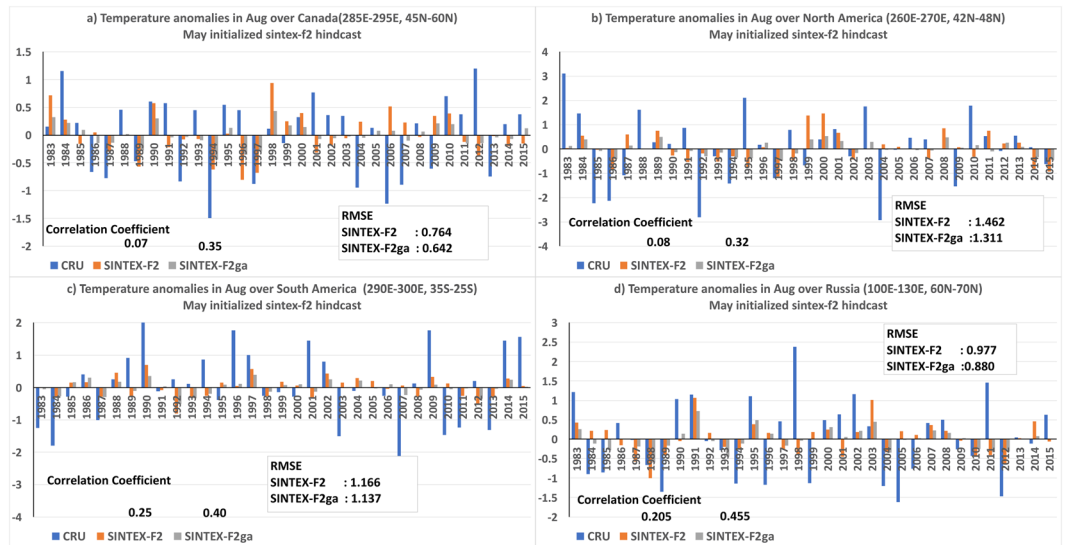 a) Temperature anomalies in Aug over Canada(285E-295E, 45N-60N)
May initialized sintex-f2 hindcast
1.5
1
0.5
0
-0.5
-1
-1.5
-2
1983 1984 1985 1986 1987 1988 1989 1990 1991 1992 1993 1994 1995 1996 1997 1998 1999 2000 2001 2002 2003 2004 2005 2006 2007 2008 2009 2010 2011 2012 2013 2014 2015
Correlation Coefficient
0.07 0.35
RMSE
SINTEX-F2 : 0.764
SINTEX-F2ga : 0.642
CRU SINTEX-F2 SINTEX-F2ga
b) Temperature anomalies in Aug over North America (260E-270E, 42N-48N)
May initialized sintex-f2 hindcast
4
3
2
1
0
-1
-2
-3
-4
1983 1984 1985 1986 1987 1988 1989 1990 1991 1992 1993 1994 1995 1996 1997 1998 1999 2000 2001 2002 2003 2004 2005 2006 2007 2008 2009 2010 2011 2012 2013 2014 2015
Correlation Coefficient
0.08 0.32
RMSE
SINTEX-F2 : 1.462
SINTEX-F2ga : 1.311
CRU SINTEX-F2 SINTEX-F2ga
c) Temperature anomalies in Aug over South America (290E-300E, 35S-25S)
May initialized sintex-f2 hindcast
2
1
0
-1
-2
-3
-4
1983 1984 1985 1986 1987 1988 1989 1990 1991 1992 1993 1994 1995 1996 1997 1998 1999 2000 2001 2002 2003 2004 2005 2006 2007 2008 2009 2010 2011 2012 2013 2014 2015
Correlation Coefficient
0.25 0.40
RMSE
SINTEX-F2 : 1.166
SINTEX-F2ga : 1.137
CRU SINTEX-F2 SINTEX-F2ga
d) Temperature anomalies in Aug over Russia (100E-130E, 60N-70N)
May initialized sintex-f2 hindcast
3
2.5
2
1.5
1
0.5
0
-0.5
-1
-1.5
-2
1983 1984 1985 1986 1987 1988 1989 1990 1991 1992 1993 1994 1995 1996 1997 1998 1999 2000 2001 2002 2003 2004 2005 2006 2007 2008 2009 2010 2011 2012 2013 2014 2015
RMSE
SINTEX-F2 : 0.977
SINTEX-F2ga :0.880
Correlation Coefficient
0.205 0.455
CRU SINTEX-F2 SINTEX-F2ga